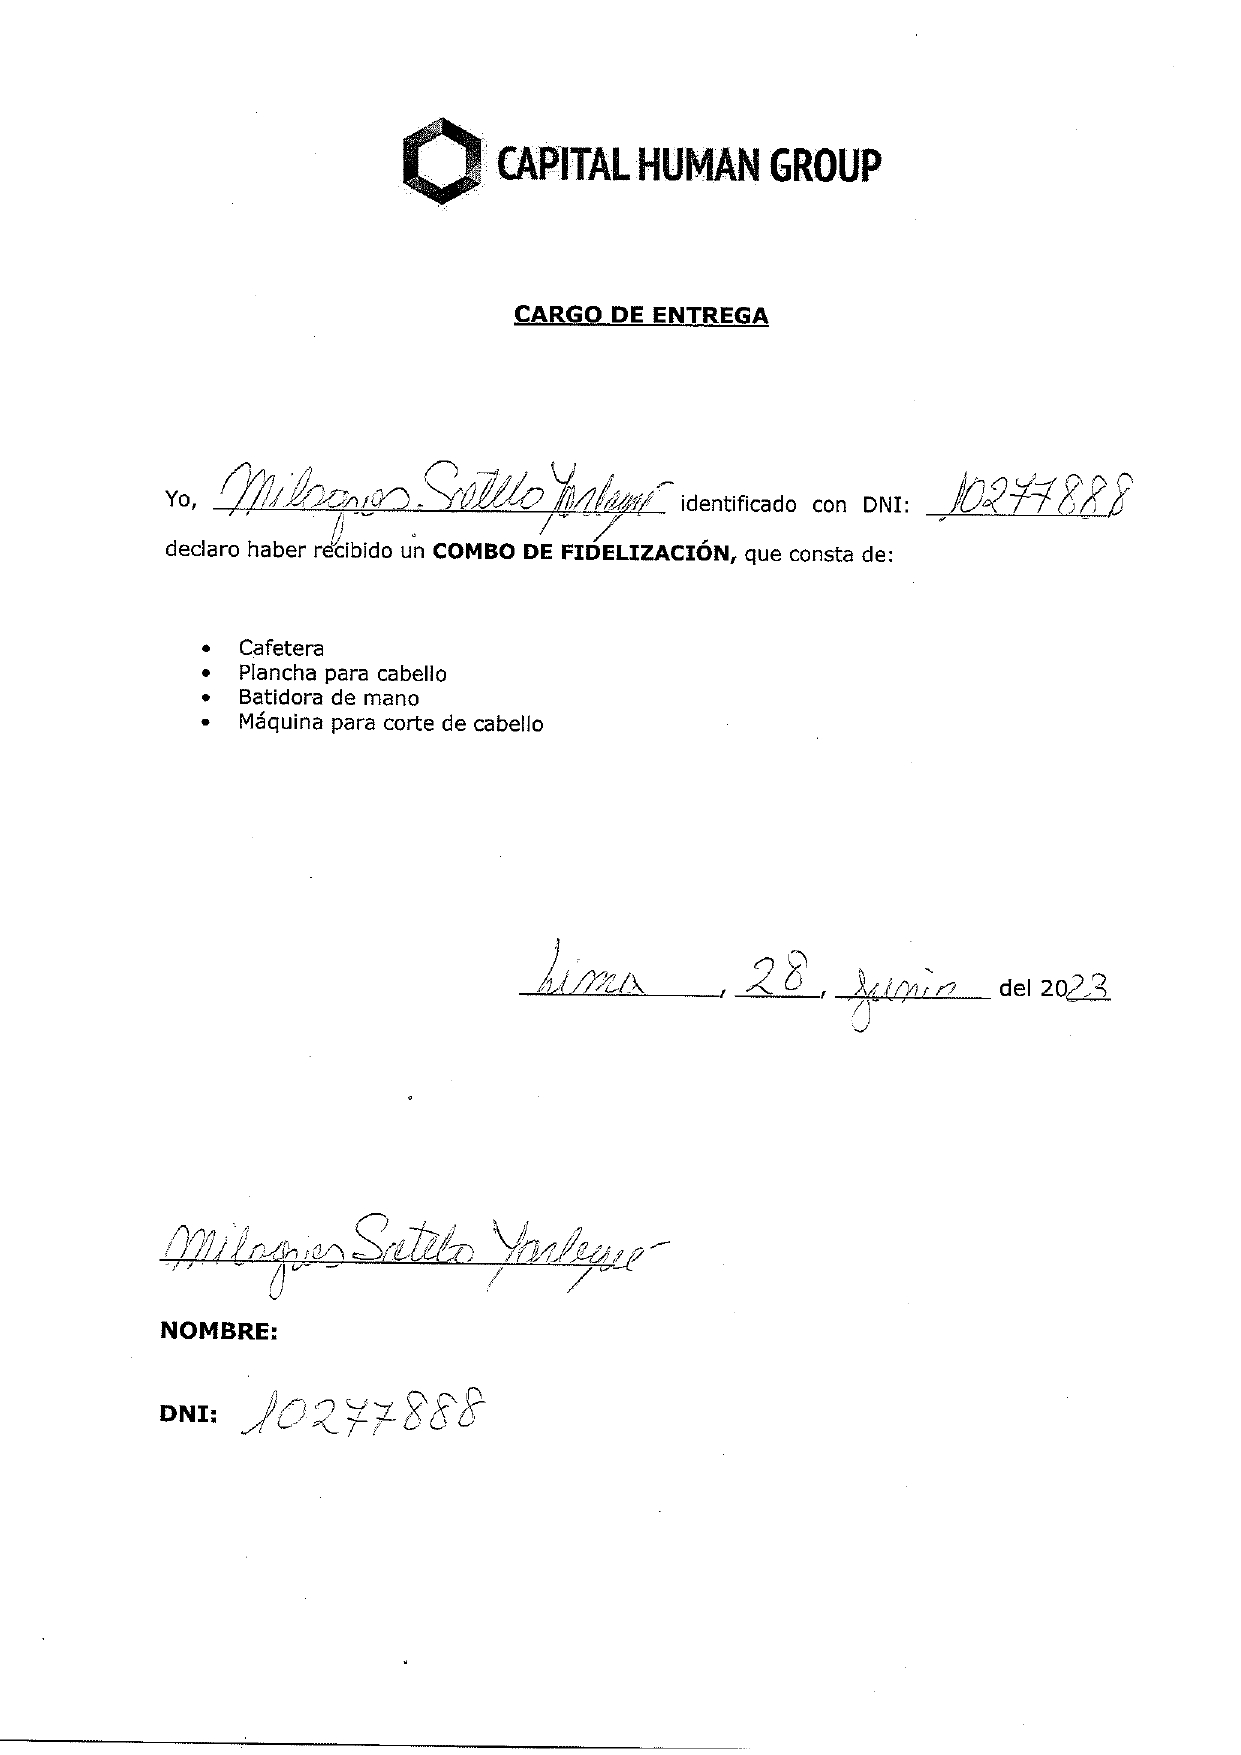 CAPITAL HUMAN GROUP
CARGO DE ENTREGA
Yo, Milagros Sotelo Yarleque identificado con DNI: 10277888
declaro haber recibido un COMBO DE FIDELIZACIÓN, que consta de:
• Cafetera
• Plancha para cabello
• Batidora de mano
• Máquina para corte de cabello
Lima, 28, Junio del 2023
Milagros Sotelo Yarleque
NOMBRE:
DNI: 10277888